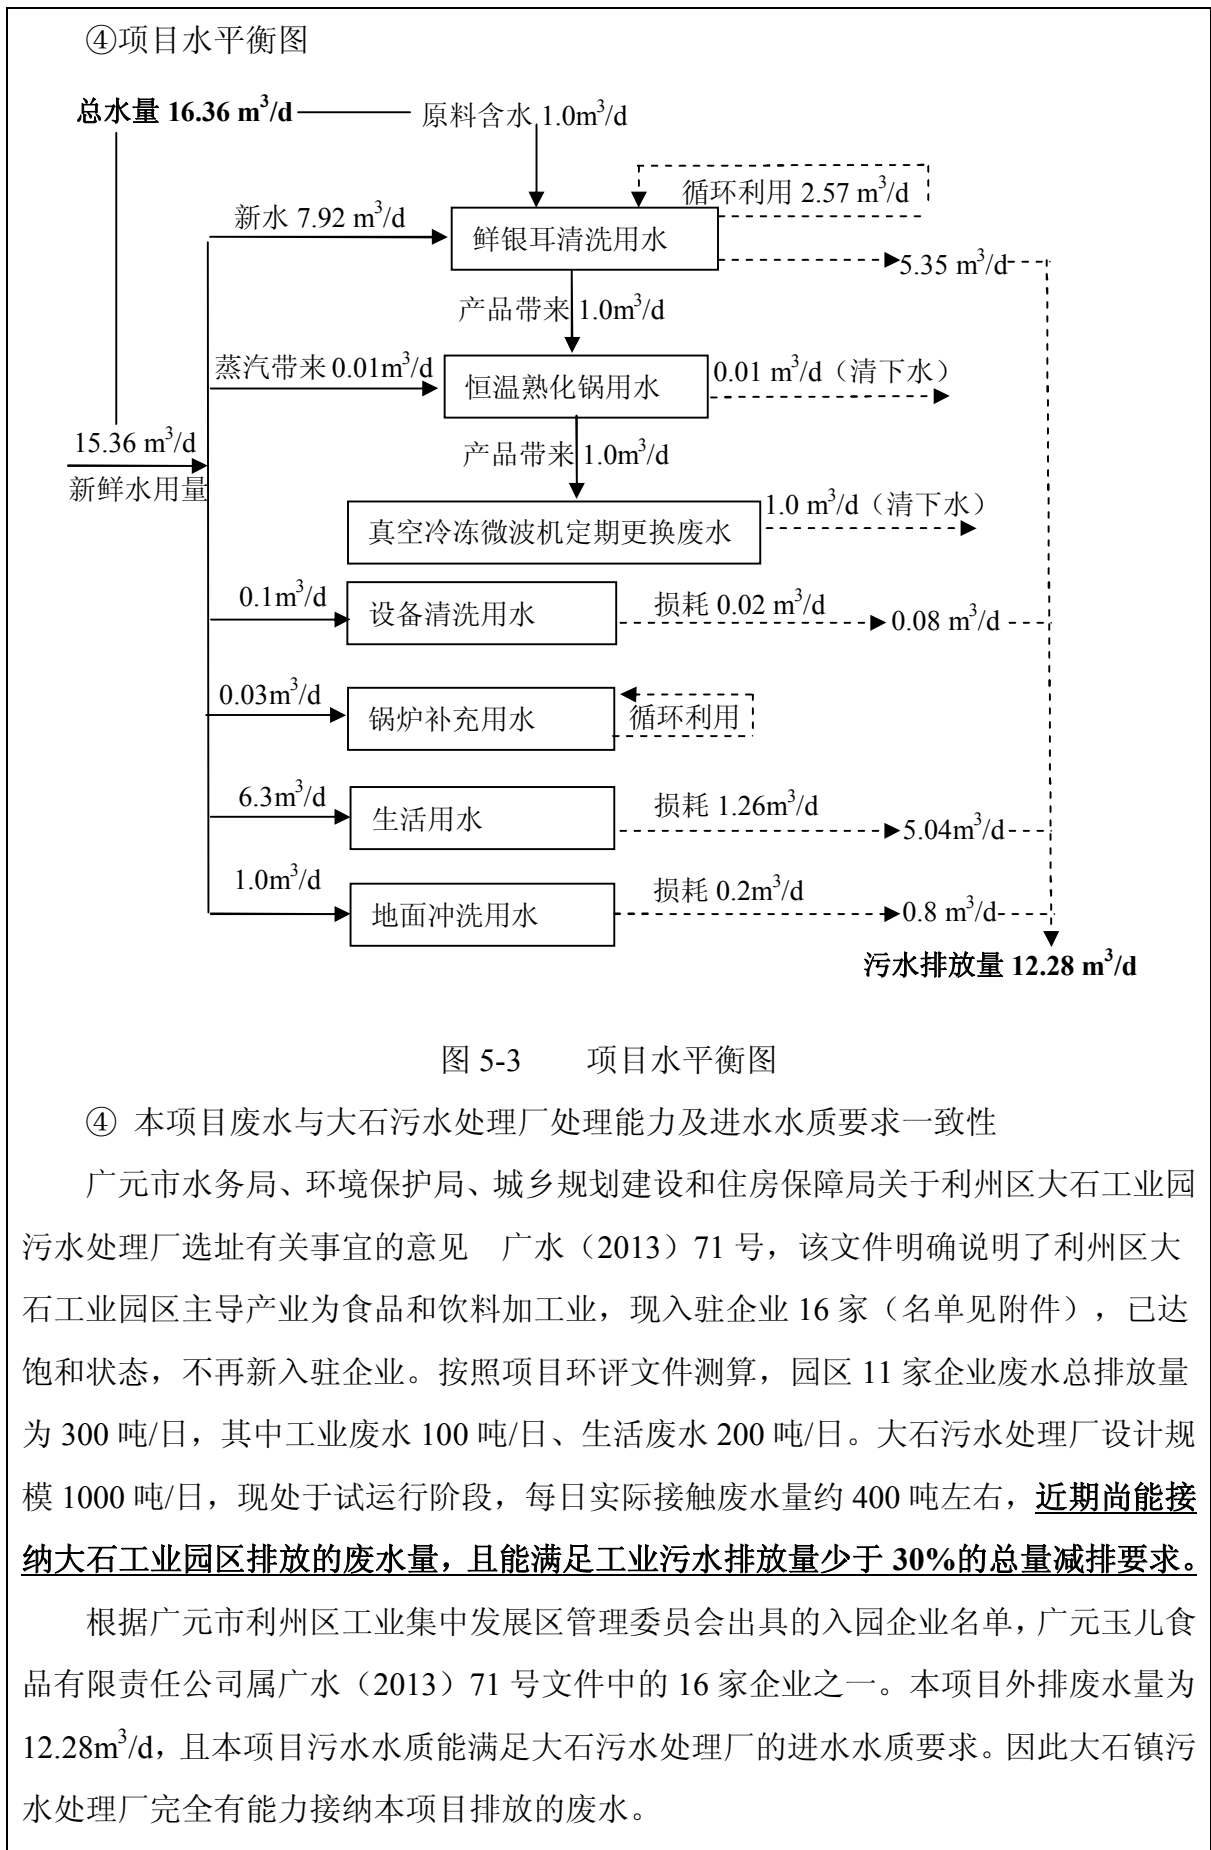 ④项目水平衡图
总水量 16.36 m³/d
原料含水 1.0m³/d
循环利用 2.57 m³/d
新水 7.92 m³/d
鲜银耳清洗用水
5.35 m³/d
产品带来 1.0m³/d
蒸汽带来 0.01m³/d
恒温熟化锅用水
0.01 m³/d（清下水）
15.36 m³/d
新鲜水用量
产品带来 1.0m³/d
1.0 m³/d（清下水）
真空冷冻微波机定期更换废水
0.1m³/d
设备清洗用水
损耗 0.02 m³/d
0.08 m³/d
0.03m³/d
锅炉补充用水
循环利用
6.3m³/d
生活用水
损耗 1.26m³/d
5.04m³/d
1.0m³/d
地面冲洗用水
损耗 0.2m³/d
0.8 m³/d
污水排放量 12.28 m³/d
图 5-3 项目水平衡图
④ 本项目废水与大石污水处理厂处理能力及进水水质要求一致性
广元市水务局、环境保护局、城乡规划建设和住房保障局关于利州区大石工业园
污水处理厂选址有关事宜的意见 广水（2013）71 号，该文件明确说明了利州区大
石工业园区主导产业为食品和饮料加工业，现入驻企业 16 家（名单见附件），已达
饱和状态，不再新入驻企业。按照项目环评文件测算，园区 11 家企业废水总排放量
为 300 吨/日，其中工业废水 100 吨/日、生活废水 200 吨/日。大石污水处理厂设计规
模 1000 吨/日，现处于试运行阶段，每日实际接触废水量约 400 吨左右，近期尚能接
纳大石工业园区排放的废水量，且能满足工业污水排放量少于 30%的总量减排要求。
根据广元市利州区工业集中发展区管理委员会出具的入园企业名单，广元玉儿食
品有限责任公司属广水（2013）71 号文件中的 16 家企业之一。本项目外排废水量为
12.28m³/d，且本项目污水水质能满足大石污水处理厂的进水水质要求。因此大石镇污
水处理厂完全有能力接纳本项目排放的废水。